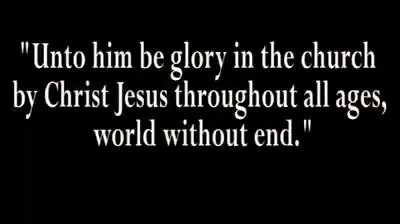 "Unto him be glory in the church
by Christ Jesus throughout all ages,
world without end."